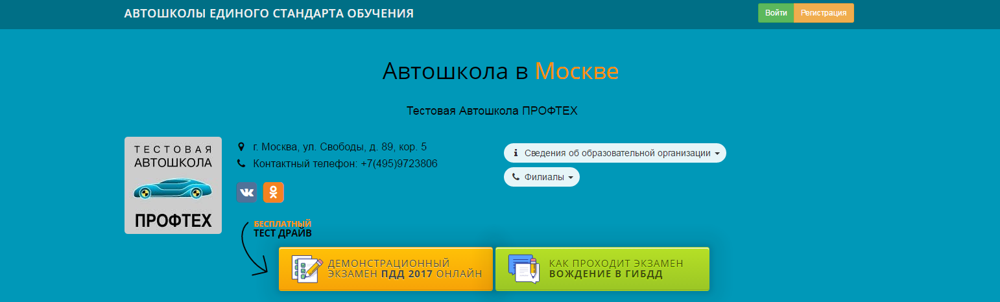 АВТОШКОЛЫ ЕДИНОГО СТАНДАРТА ОБУЧЕНИЯ
Войти
Регистрация
Автошкола в Москве
Тестовая Автошкола ПРОФТЕХ
ТЕСТОВАЯ
АВТОШКОЛА
ПРОФТЕХ
г. Москва, ул. Свободы, д. 89, кор. 5
Контактный телефон: +7(495)9723806
Сведения об образовательной организации
Филиалы
БЕСПЛАТНЫЙ
ТЕСТ ДРАЙВ
ДЕМОНСТРАЦИОННЫЙ
ЭКЗАМЕН ПДД 2017 ОНЛАЙН
КАК ПРОХОДИТ ЭКЗАМЕН
ВОЖДЕНИЕ В ГИБДД